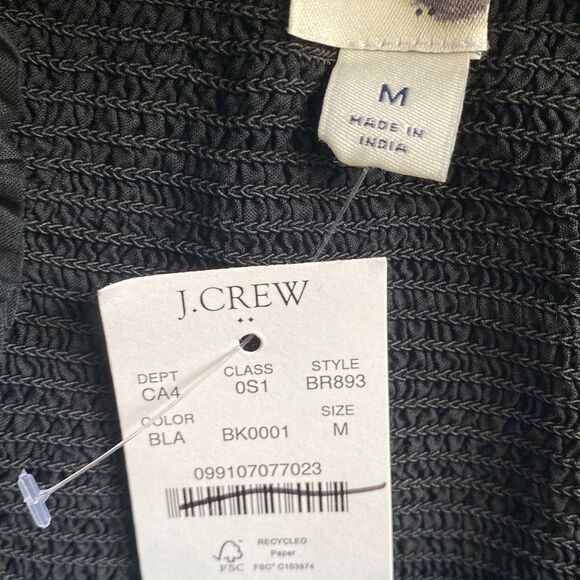 M
MADE IN
INDIA
J.CREW
DEPT CLASS STYLE
CA4 0S1 BR893
COLOR SIZE
BLA BK0001 M
099107077023
RECYCLED
Paper
FSC FSC® C103974